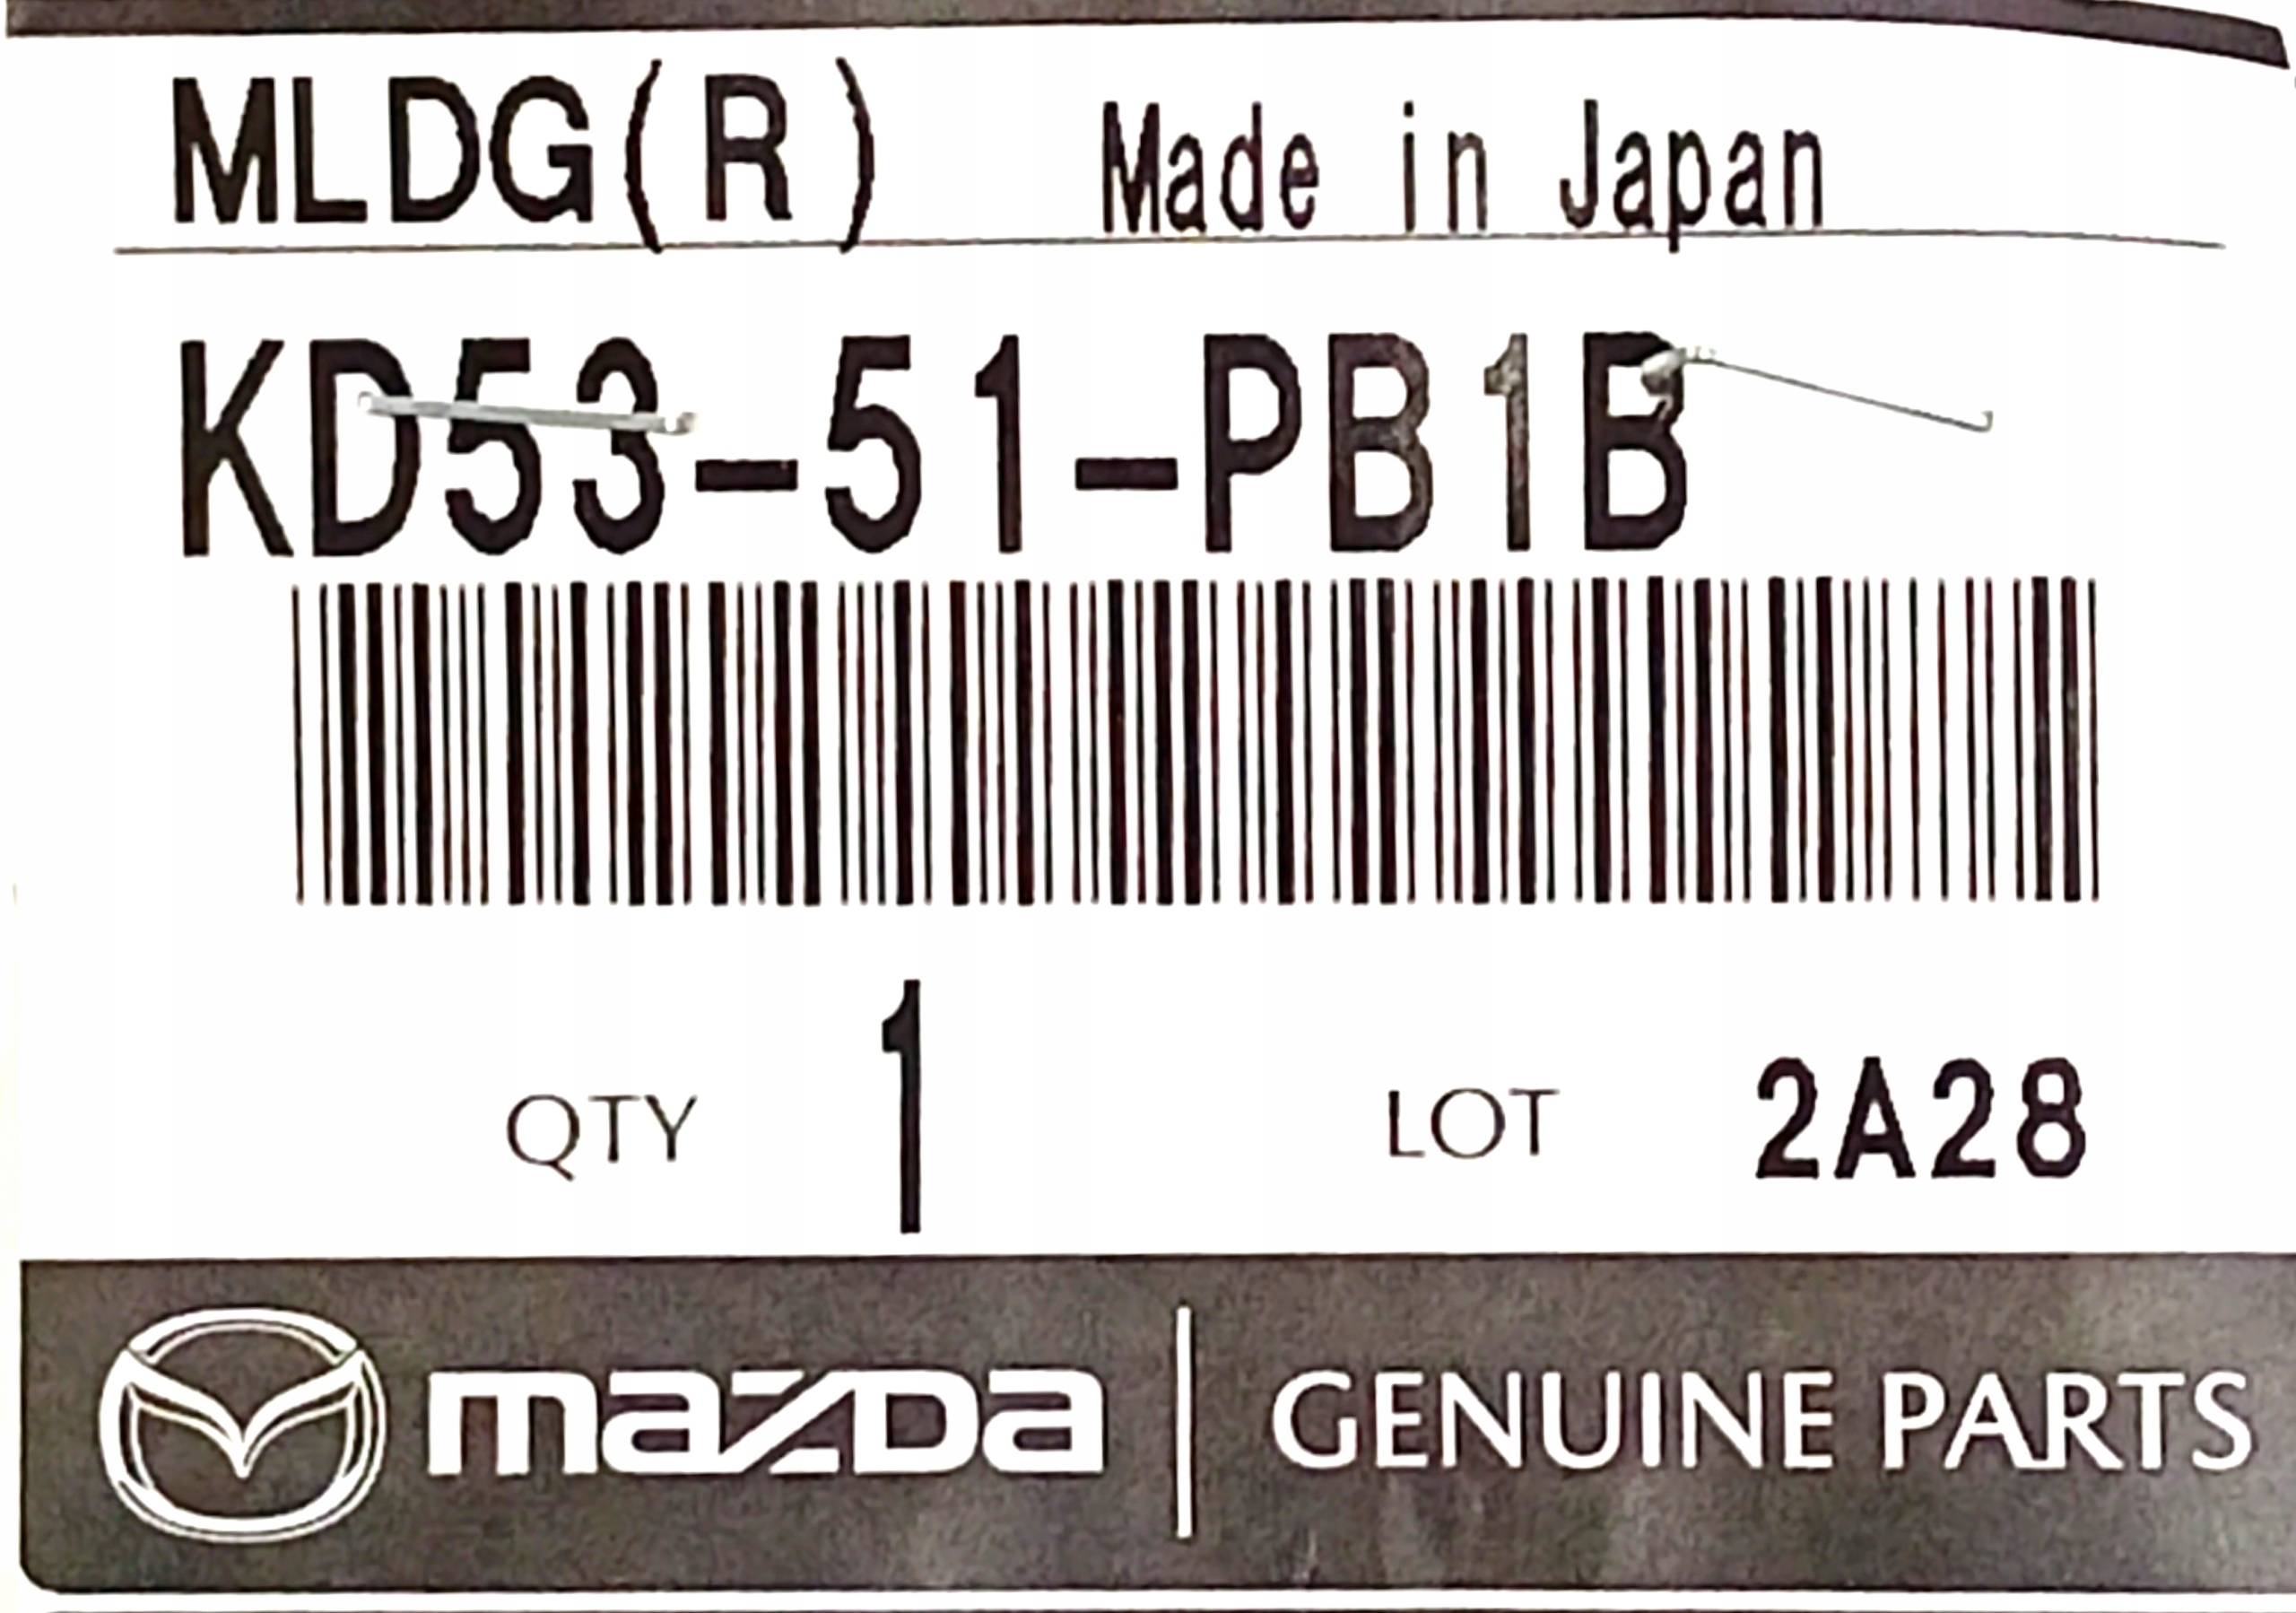 MLDG(R) Made in Japan
KD53-51-PB1B
QTY 1 LOT 2A28
mazDa | GENUINE PARTS